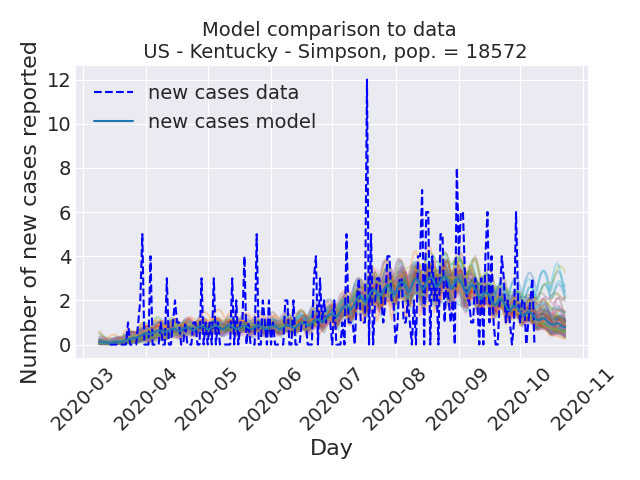 Model comparison to data
US - Kentucky - Simpson, pop. = 18572
Number of new cases reported
12
10
8
6
4
2
0
new cases data
new cases model
2020-03
2020-04
2020-05
2020-06
2020-07
2020-08
2020-09
2020-10
2020-11
Day